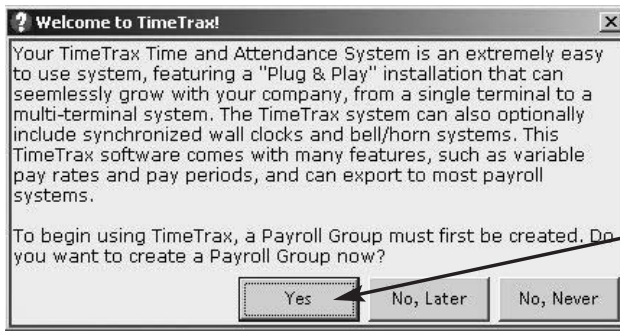 Welcome to TimeTrax!
Your TimeTrax Time and Attendance System is an extremely easy
to use system, featuring a "Plug & Play" installation that can
seemlessly grow with your company, from a single terminal to a
multi-terminal system. The TimeTrax system can also optionally
include synchronized wall clocks and bell/horn systems. This
TimeTrax software comes with many features, such as variable
pay rates and pay periods, and can export to most payroll
systems.
To begin using TimeTrax, a Payroll Group must first be created. Do
you want to create a Payroll Group now?
Yes No, Later No, Never